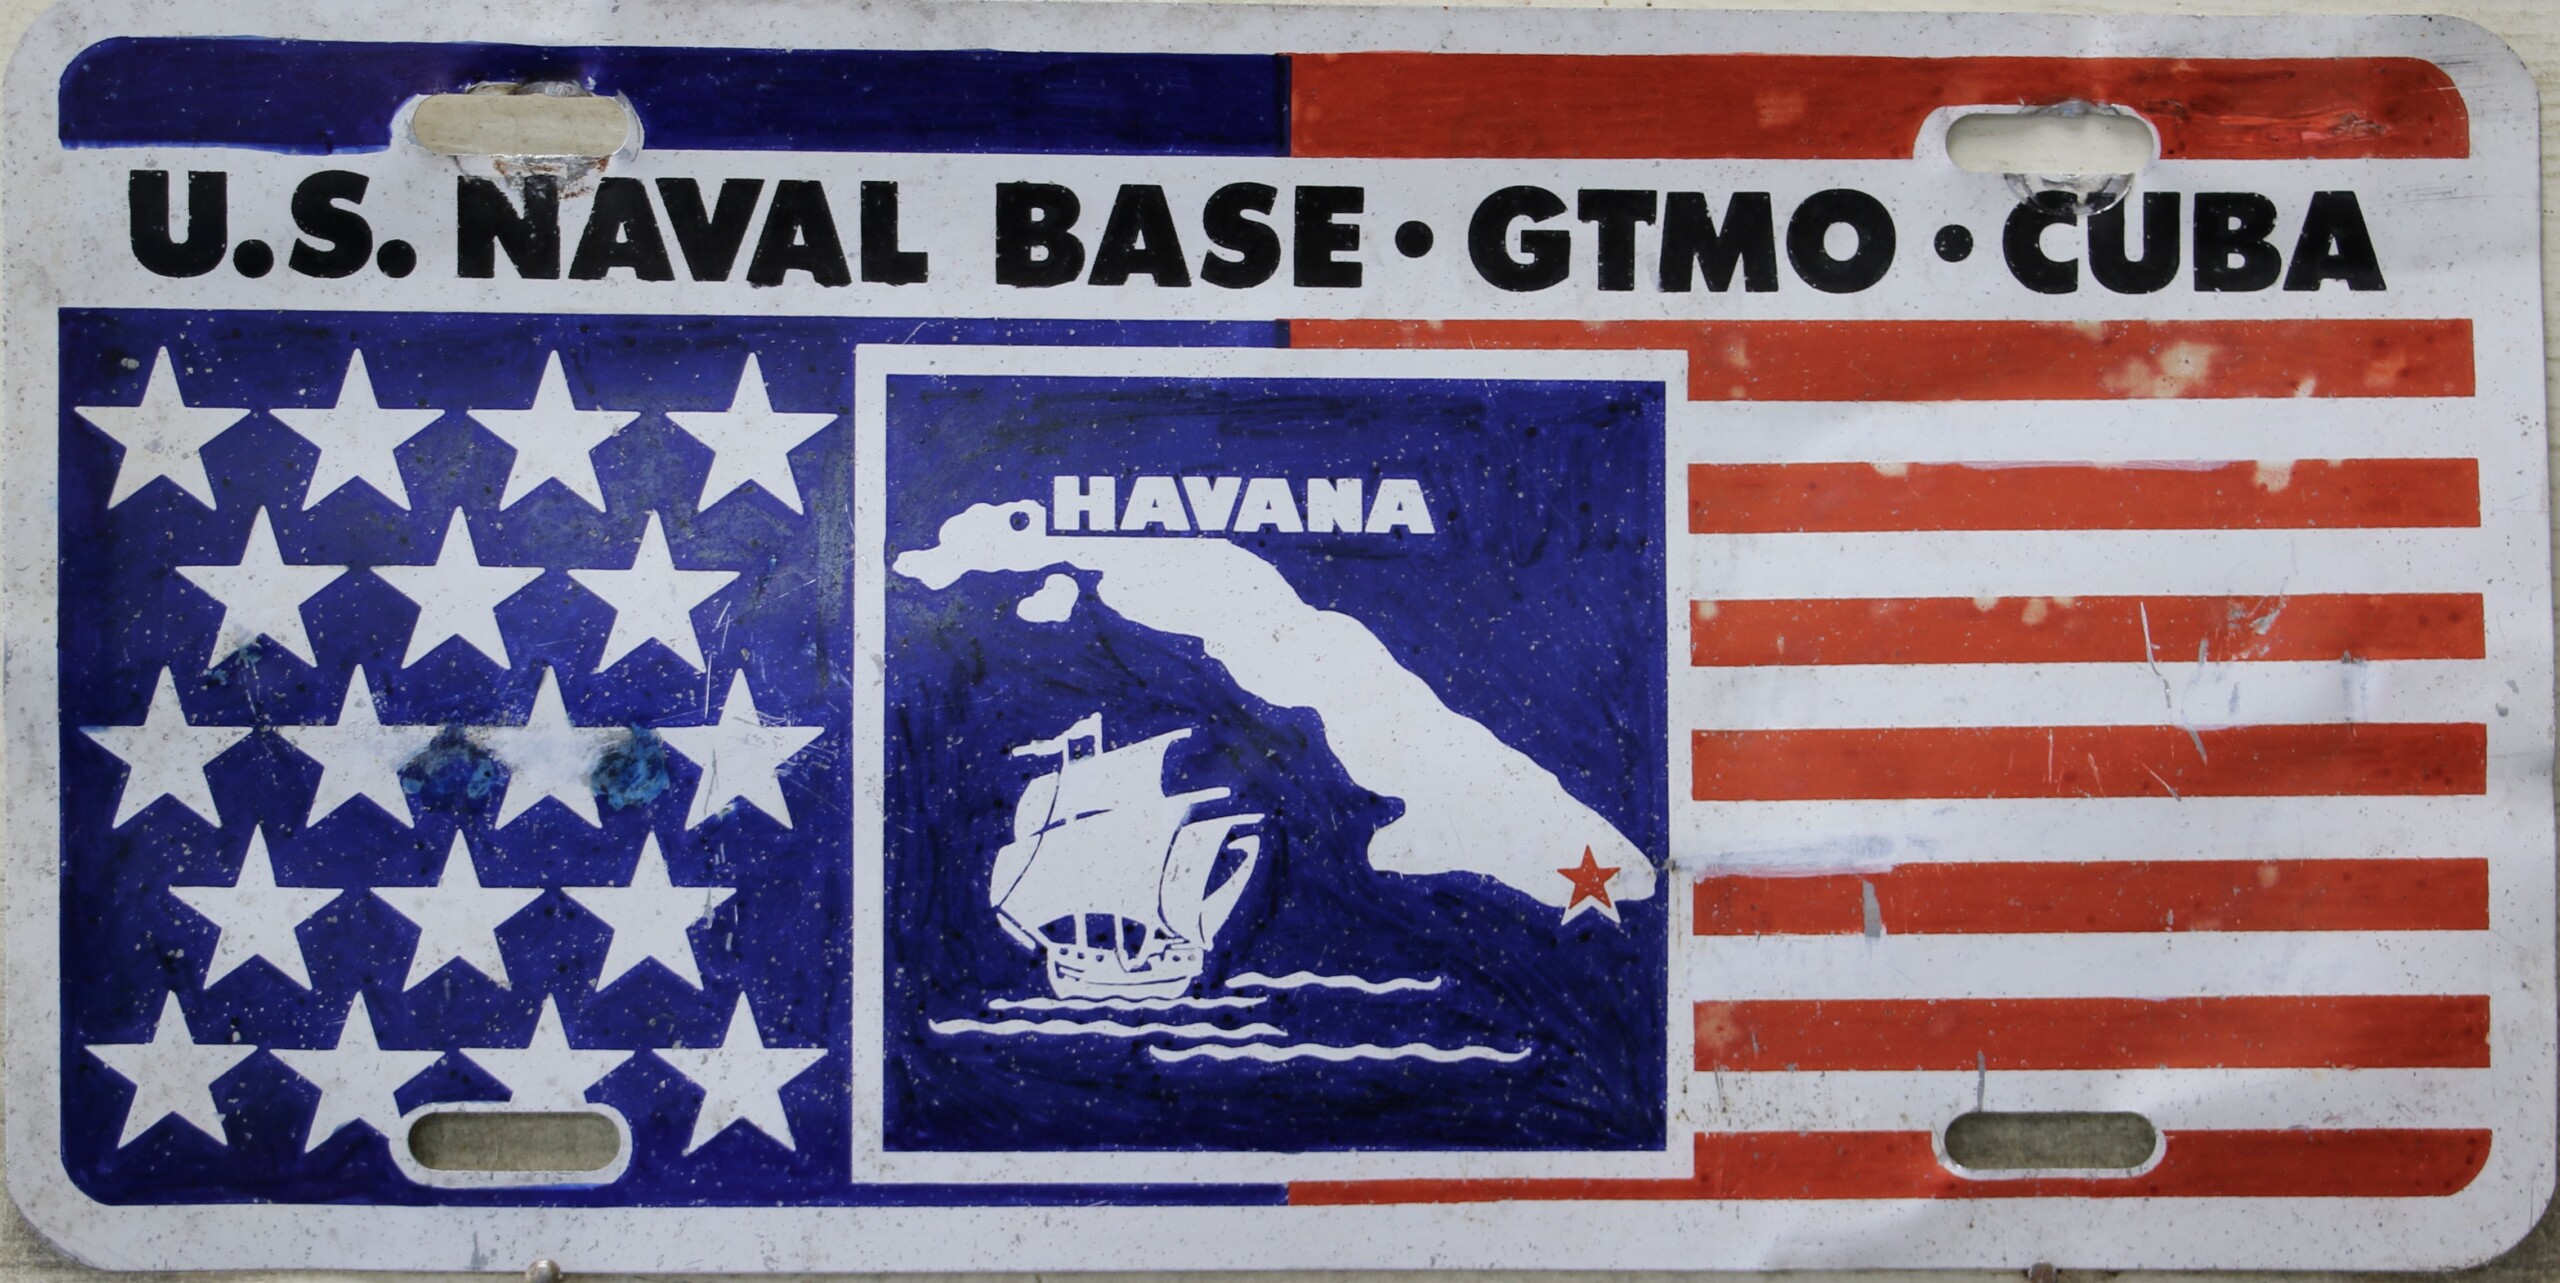 U.S. NAVAL BASE • GTMO • CUBA
HAVANA